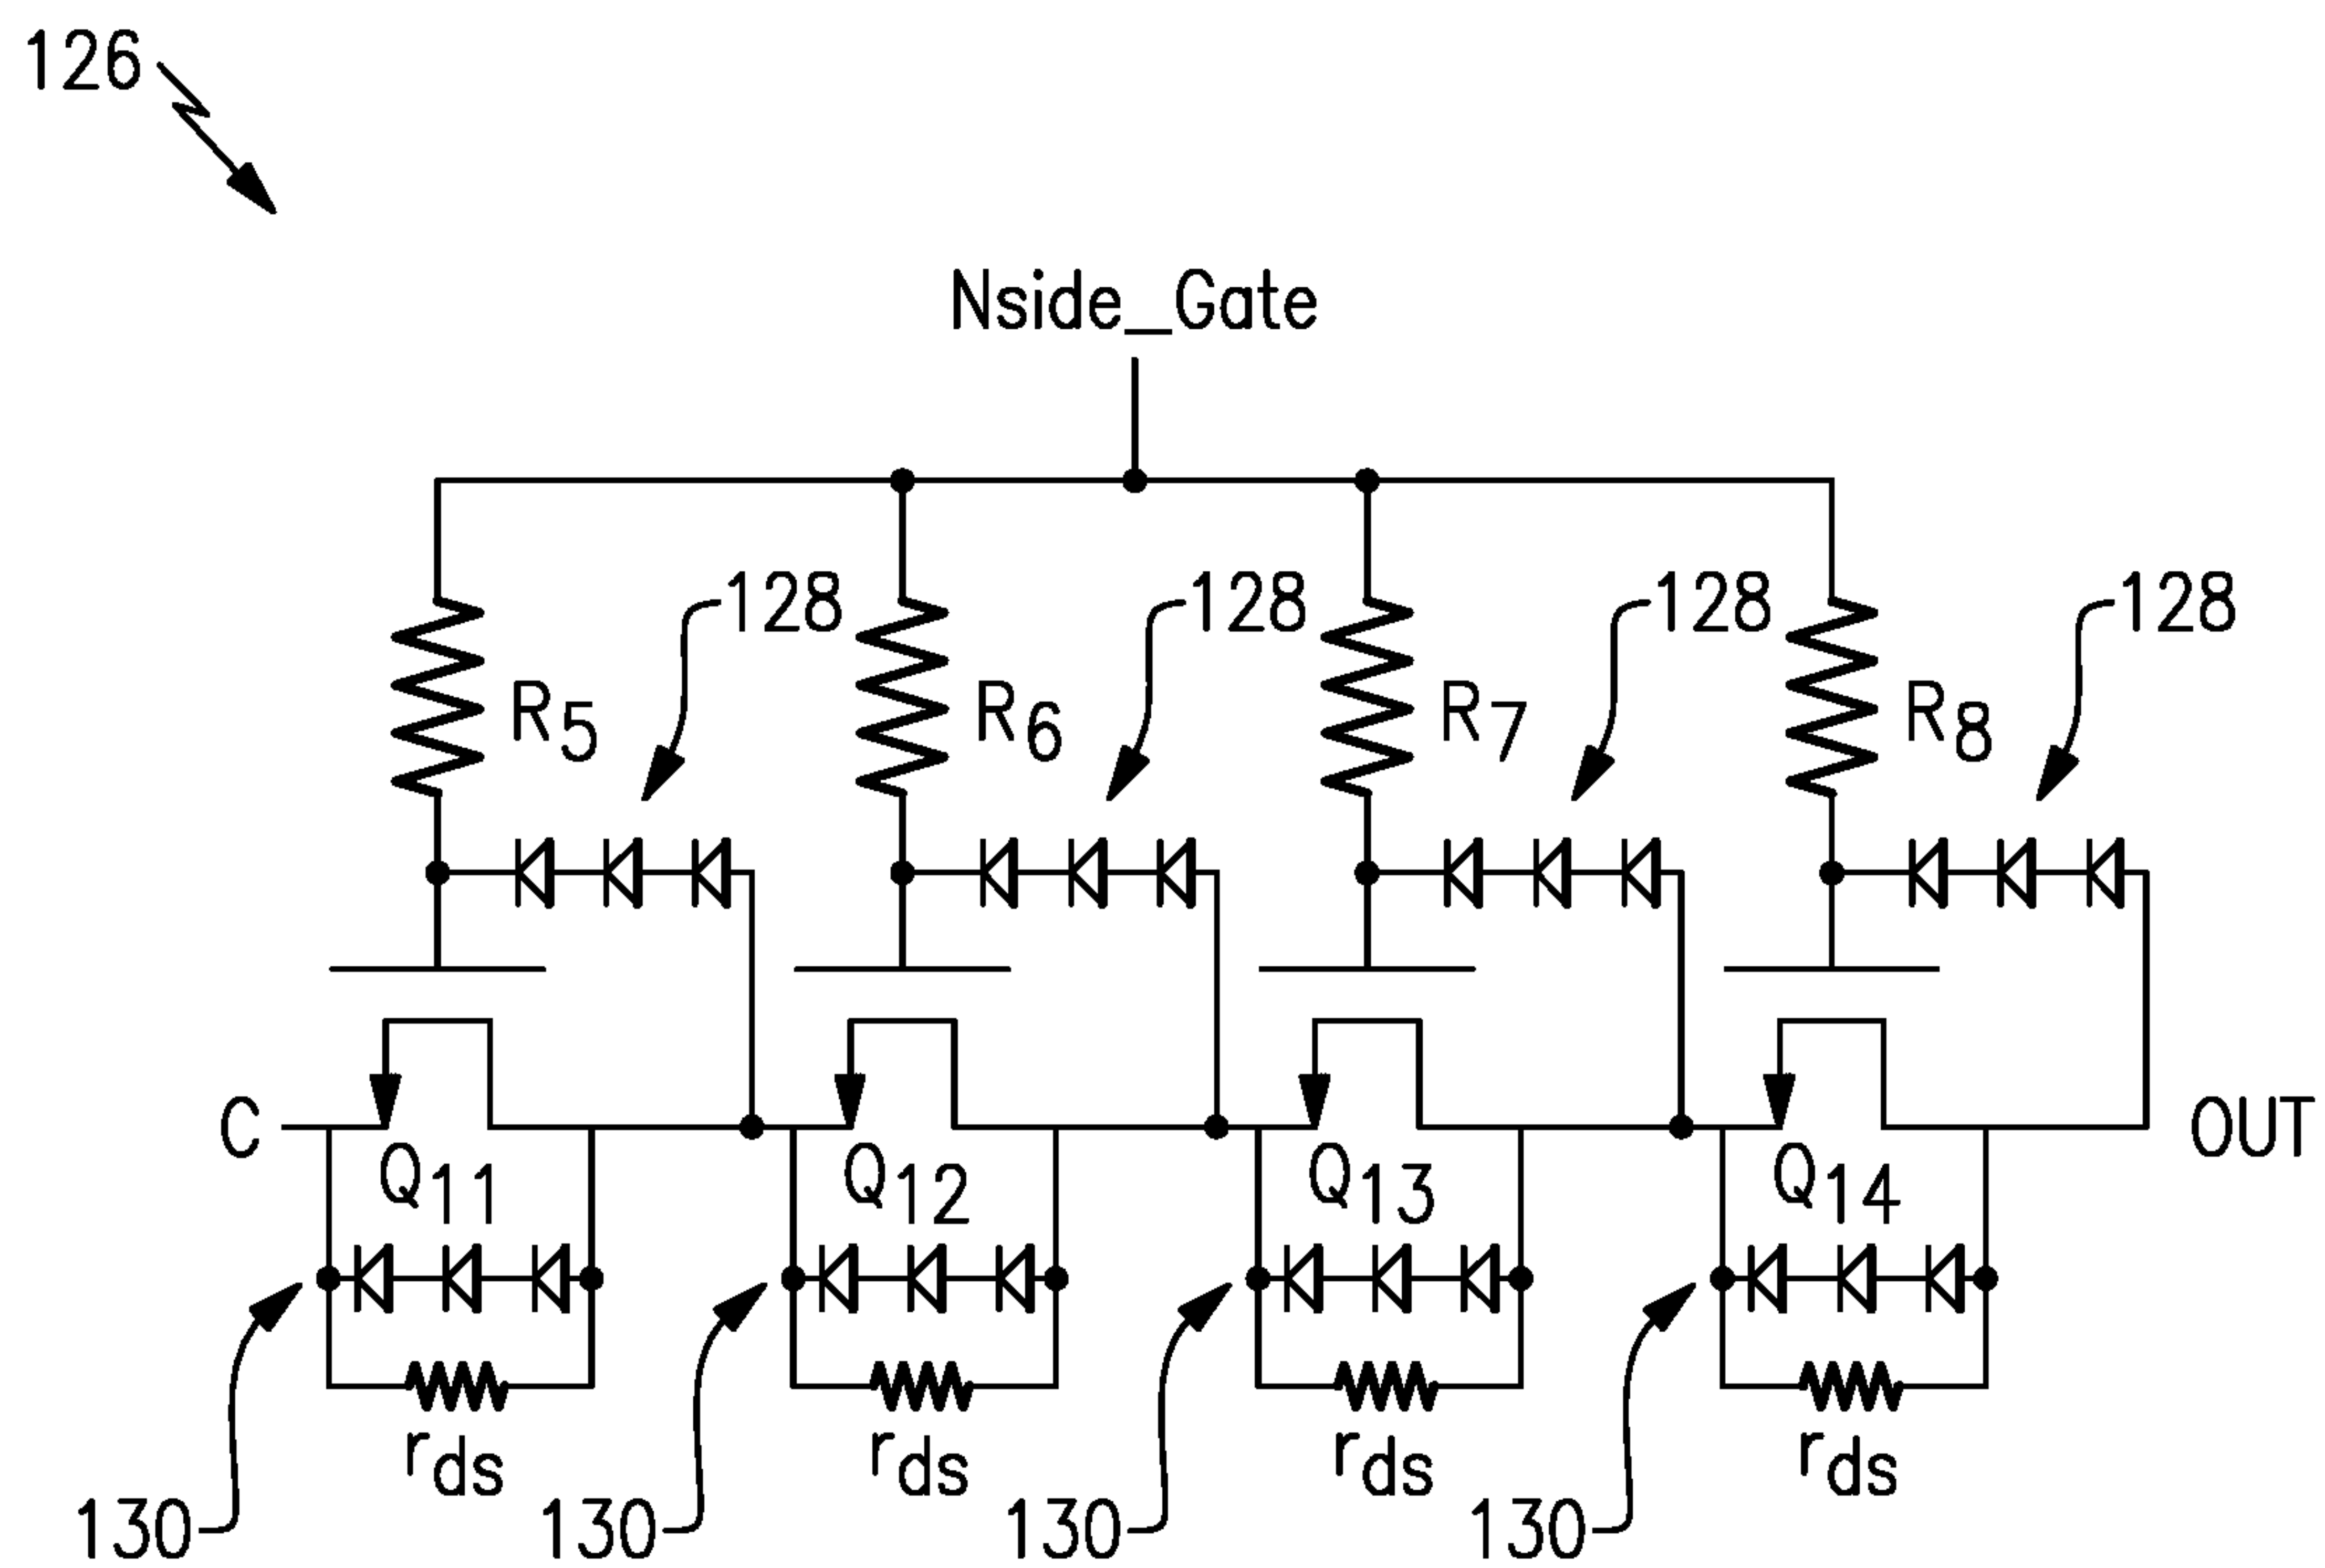 126
Nside_Gate
128 128 128 128
R5 R6 R7 R8
C OUT
Q11 Q12 Q13 Q14
rds rds rds rds
130 130 130 130